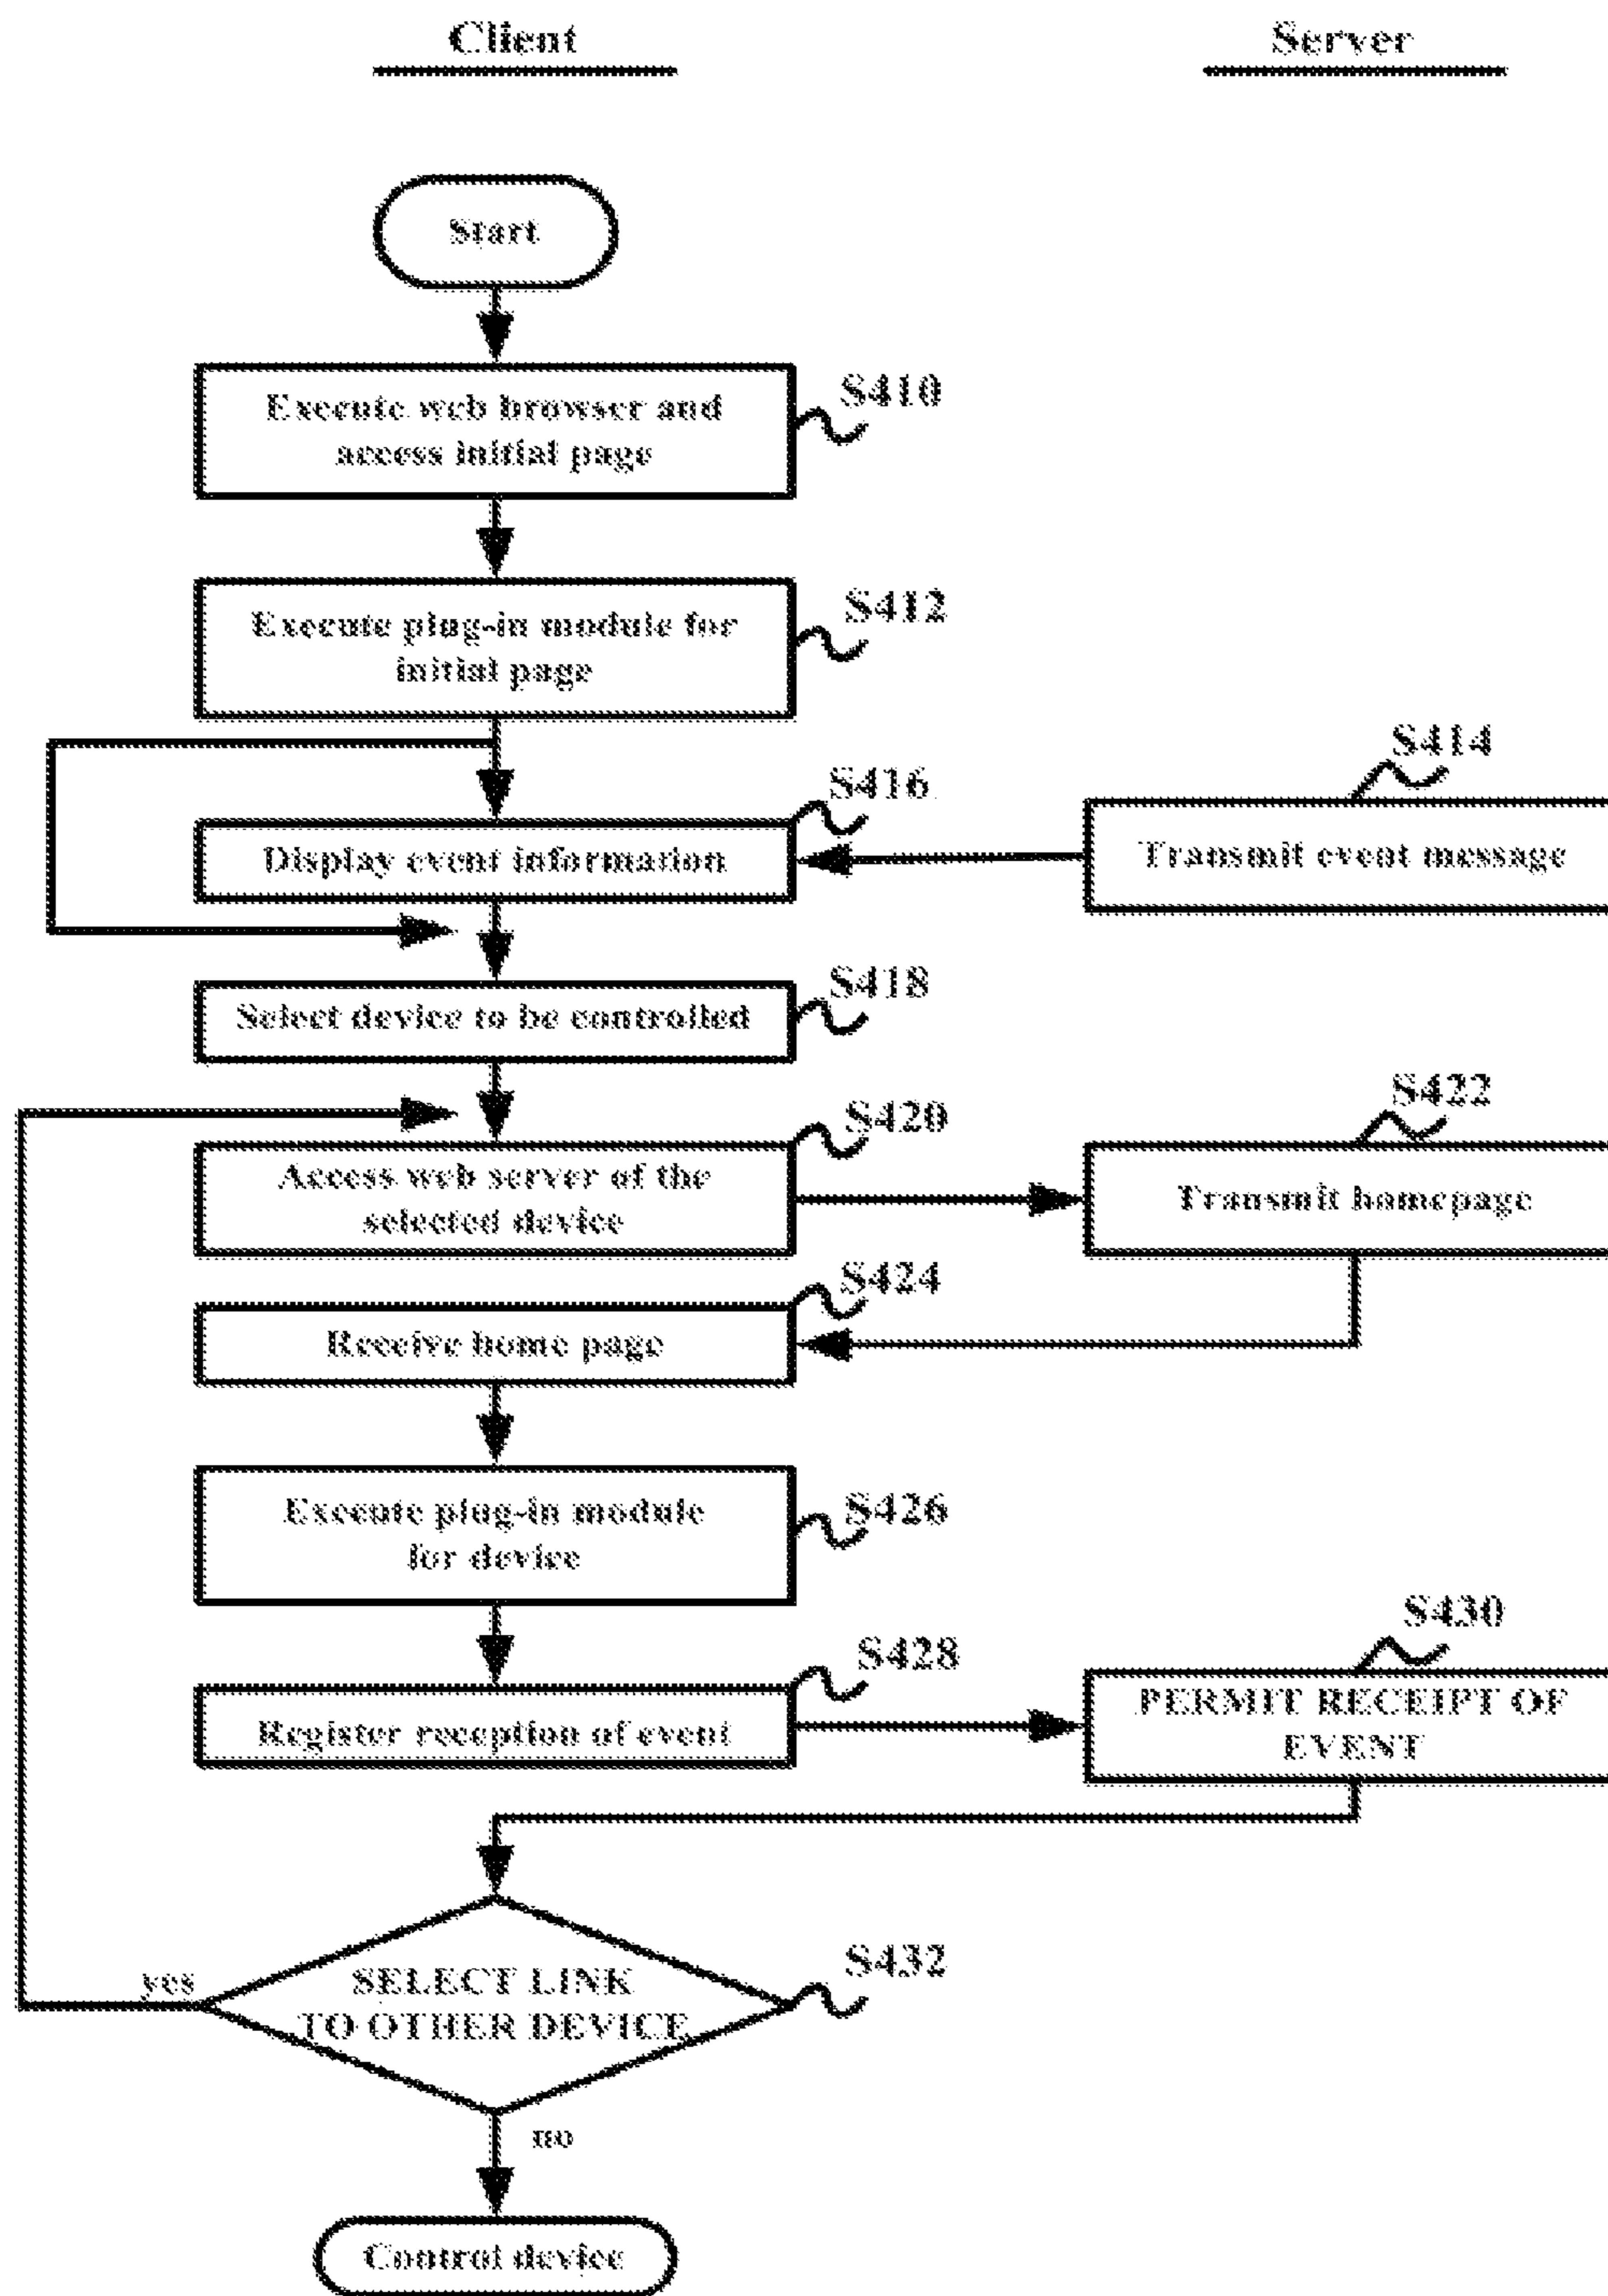 Client
Server
Start
S410
Execute web browser and
access initial page
S412
Execute plug-in module for
initial page
S414
S416
Display event information
Transmit event message
S418
Select device to be controlled
S420
S422
Access web server of the
selected device
Transmit homepage
S424
Receive home page
S426
Execute plug-in module
for device
S428
S430
Register reception of event
PERMIT RECEIPT OF
EVENT
S432
yes
SELECT LINK
TO OTHER DEVICE
no
Control device